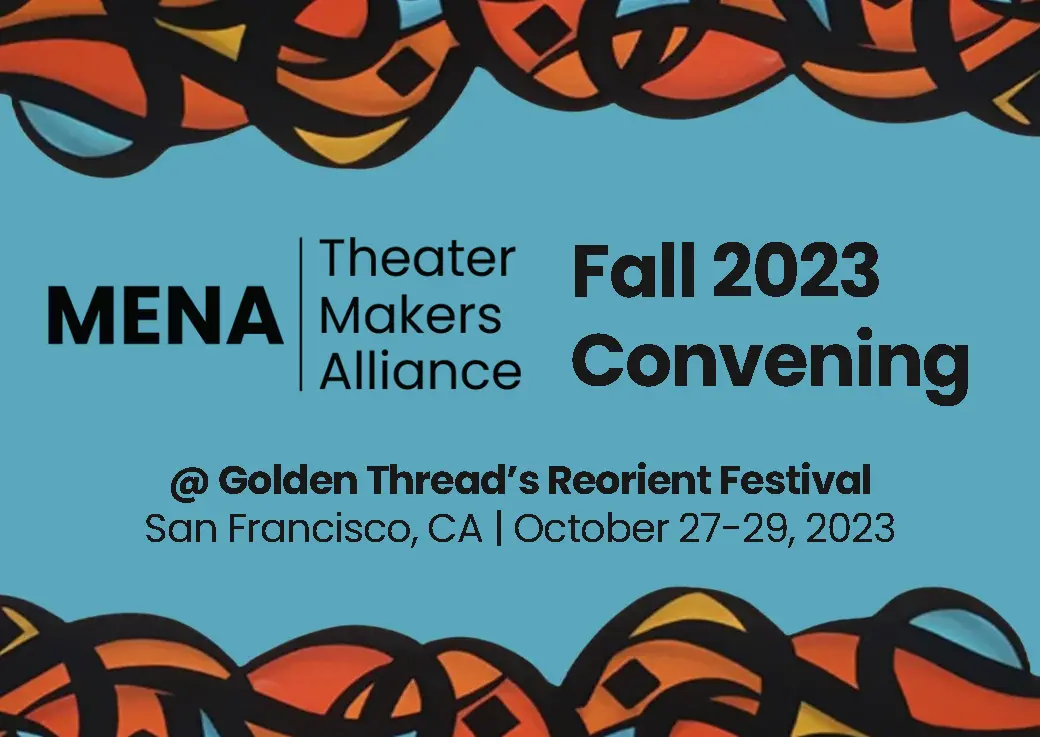 MENA
Theater
Makers
Alliance
Fall 2023
Convening
@ Golden Thread’s Reorient Festival
San Francisco, CA | October 27-29, 2023